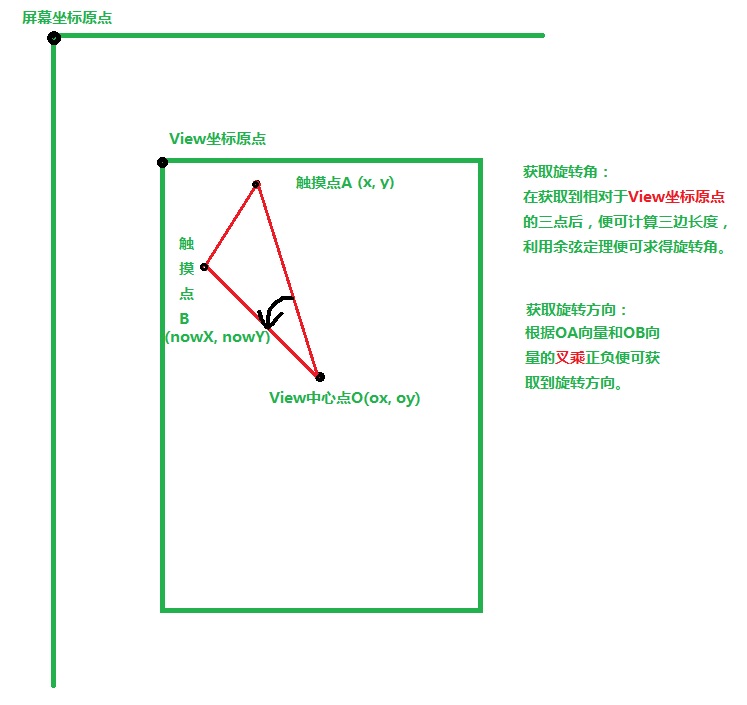 屏幕坐标原点
View坐标原点
触摸点A (x, y)
触
摸
点
B
(nowX, nowY)
View中心点O(ox, oy)
获取旋转角：
在获取到相对于View坐标原点
的三点后，便可计算三边长度，
利用余弦定理便可求得旋转角。
获取旋转方向：
根据OA向量和OB向
量的叉乘正负便可获
取到旋转方向。